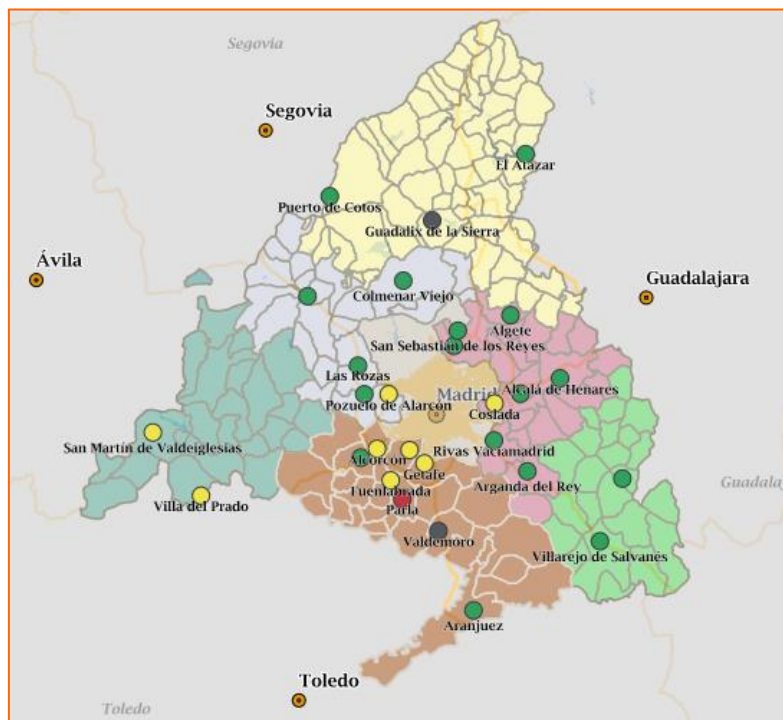 Segovia
Segovia
El Atazar
Puerto de Cotos
Guadalix de la Sierra
Ávila
Guadalajara
Colmenar Viejo
Algete
San Sebastián de los Reyes
Las Rozas
Madrid
Alcalá de Henares
Pozuelo de Alarcón
Coslada
San Martín de Valdeiglesias
Alcorcón
Rivas Vaciamadrid
Getafe
Arganda del Rey
Fuenlabrada
Guadalaj
Villa del Prado
Parla
Valdemoro
Villarejo de Salvanés
Aranjuez
Toledo
Toledo